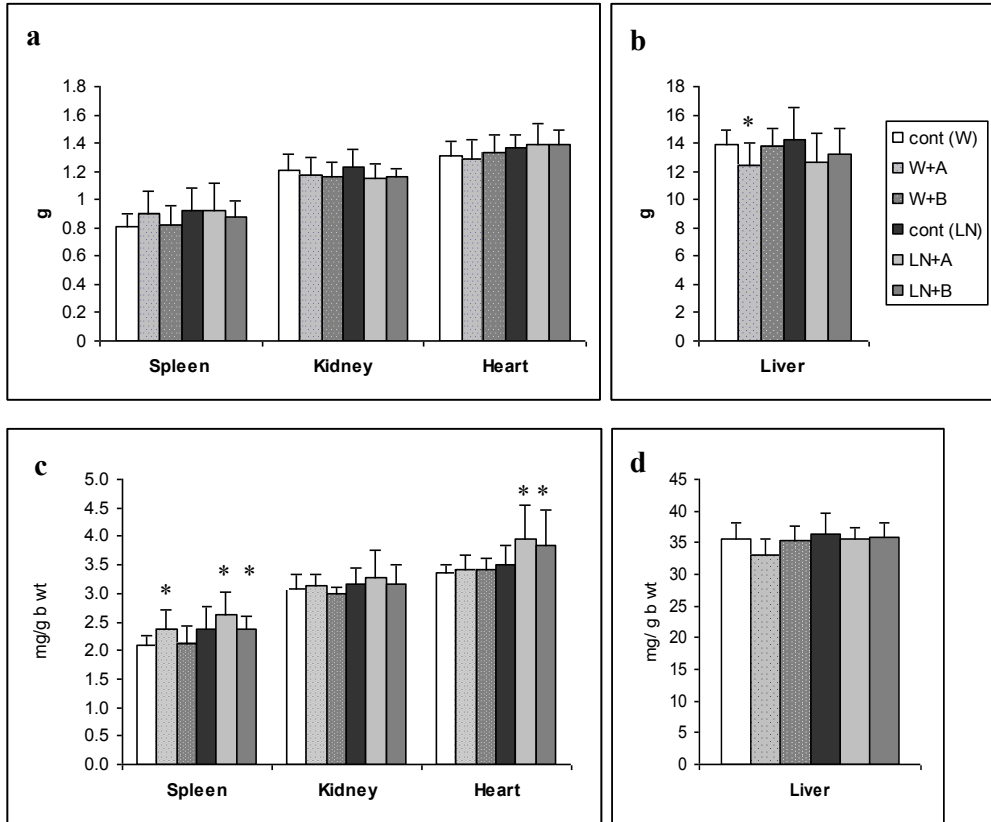 a
1.8
1.6
1.4
1.2
1
0.8
0.6
0.4
0.2
0
g
Spleen Kidney Heart
b
18
16
14
12
10
8
6
4
2
0
g
*
Liver
cont (W)
W+A
W+B
cont (LN)
LN+A
LN+B
c
5.0
4.5
4.0
3.5
3.0
2.5
2.0
1.5
1.0
0.5
0.0
mg/g b wt
* * * * *
Spleen Kidney Heart
d
45
40
35
30
25
20
15
10
5
0
mg/ g b wt
Liver